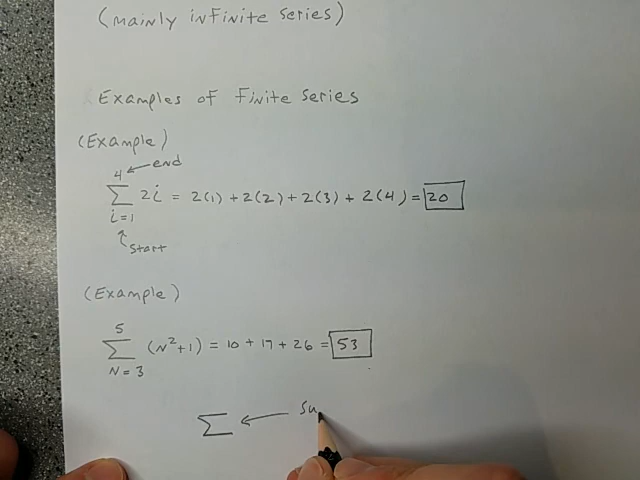 (mainly infinite series)
Examples of Finite Series
(Example)
4 ← end
∑ 2i = 2(1) + 2(2) + 2(3) + 2(4) = 20
i=1
↑ start
(Example)
5
∑ (N²+1) = 10 + 17 + 26 = 53
N=3
∑ ← Su